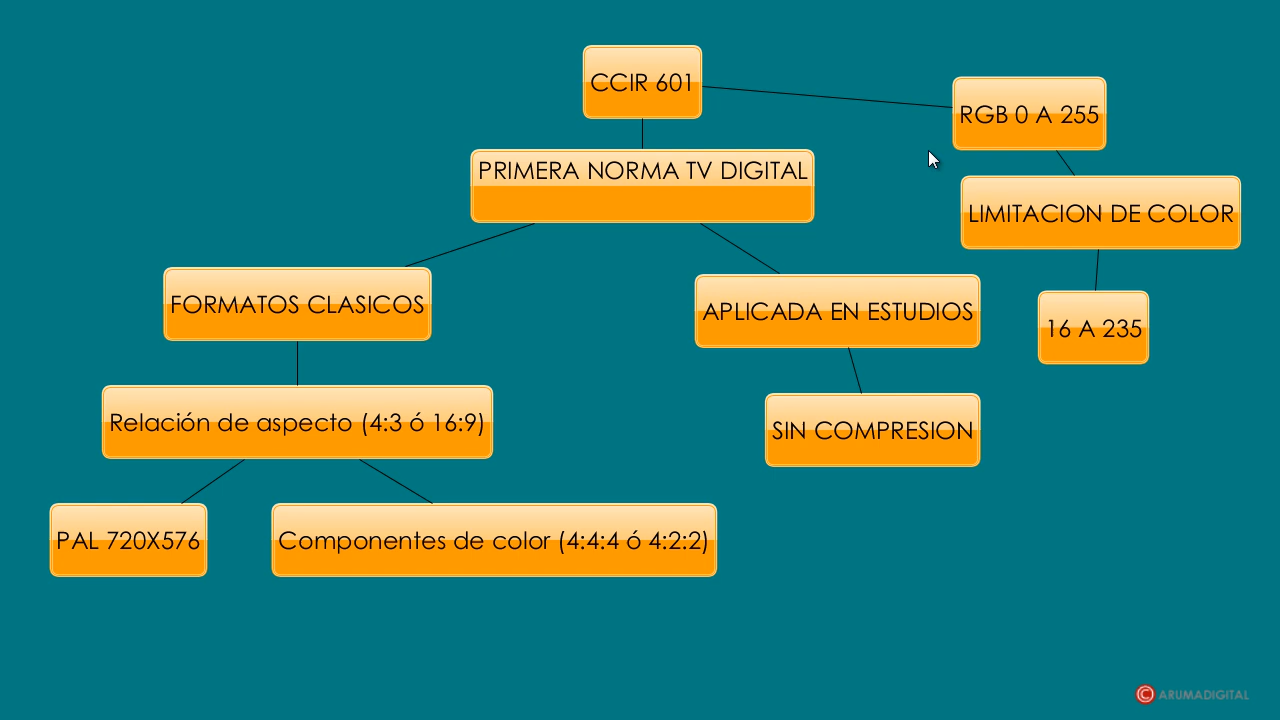 CCIR 601
RGB 0 A 255
PRIMERA NORMA TV DIGITAL
LIMITACION DE COLOR
FORMATOS CLASICOS
APLICADA EN ESTUDIOS
16 A 235
Relación de aspecto (4:3 ó 16:9)
SIN COMPRESION
PAL 720X576
Componentes de color (4:4:4 ó 4:2:2)
© ARUMADIGITAL